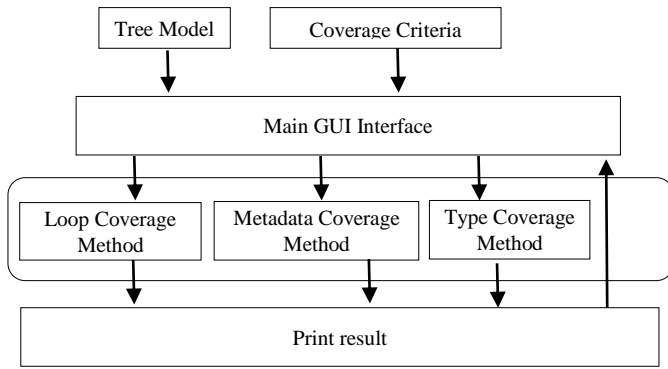 Tree Model
Coverage Criteria
Main GUI Interface
Loop Coverage
Method
Metadata Coverage
Method
Type Coverage
Method
Print result